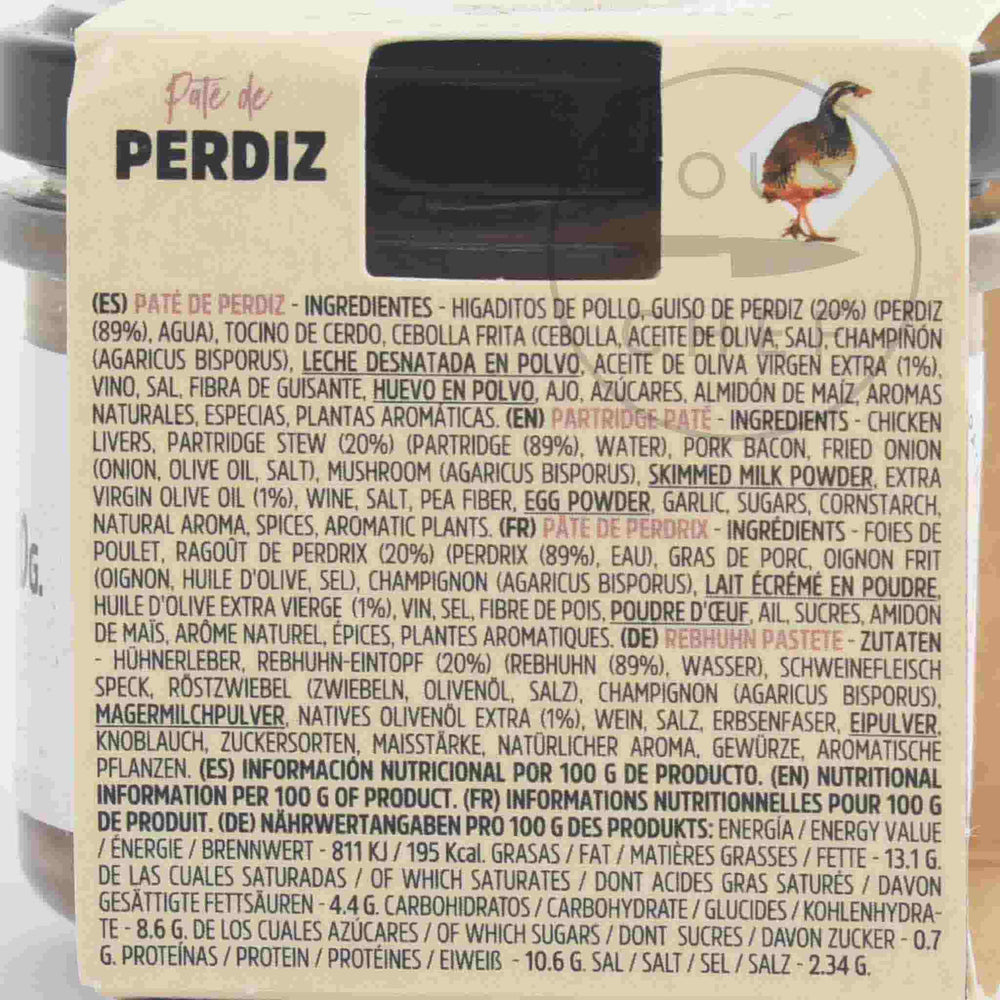 Paté de
PERDIZ
(ES) PATÉ DE PERDIZ - INGREDIENTES - HIGADITOS DE POLLO, GUISO DE PERDIZ (20%) (PERDIZ
(89%), AGUA), TOCINO DE CERDO, CEBOLLA FRITA (CEBOLLA, ACEITE DE OLIVA, SAL), CHAMPIÑÓN
(AGARICUS BISPORUS), LECHE DESNATADA EN POLVO, ACEITE DE OLIVA VIRGEN EXTRA (1%),
VINO, SAL, FIBRA DE GUISANTE, HUEVO EN POLVO, AJO, AZÚCARES, ALMIDÓN DE MAÍZ, AROMAS
NATURALES, ESPECIAS, PLANTAS AROMÁTICAS. (EN) PARTRIDGE PATÉ - INGREDIENTS - CHICKEN
LIVERS, PARTRIDGE STEW (20%) (PARTRIDGE (89%), WATER), PORK BACON, FRIED ONION
(ONION, OLIVE OIL, SALT), MUSHROOM (AGARICUS BISPORUS), SKIMMED MILK POWDER, EXTRA
VIRGIN OLIVE OIL (1%), WINE, SALT, PEA FIBER, EGG POWDER, GARLIC, SUGARS, CORNSTARCH,
NATURAL AROMA, SPICES, AROMATIC PLANTS. (FR) PÂTE DE PERDRIX - INGRÉDIENTS - FOIES DE
POULET, RAGOÛT DE PERDRIX (20%) (PERDRIX (89%), EAU), GRAS DE PORC, OIGNON FRIT
(OIGNON, HUILE D'OLIVE, SEL), CHAMPIGNON (AGARICUS BISPORUS), LAIT ÉCRÉMÉ EN POUDRE,
HUILE D'OLIVE EXTRA VIERGE (1%), VIN, SEL, FIBRE DE POIS, POUDRE D'ŒUF, AIL, SUCRES, AMIDON
DE MAÏS, ARÔME NATUREL, ÉPICES, PLANTES AROMATIQUES. (DE) REBHUHN PASTETE - ZUTATEN
- HÜHNERLEBER, REBHUHN-EINTOPF (20%) (REBHUHN (89%), WASSER), SCHWEINEFLEISCH
SPECK, RÖSTZWIEBEL (ZWIEBELN, OLIVENÖL, SALZ), CHAMPIGNON (AGARICUS BISPORUS),
MAGERMILCHPULVER, NATIVES OLIVENÖL EXTRA (1%), WEIN, SALZ, ERBSENFASER, EIPULVER,
KNOBLAUCH, ZUCKERSORTEN, MAISSTÄRKE, NATÜRLICHER AROMA, GEWÜRZE, AROMATISCHE
PFLANZEN. (ES) INFORMACIÓN NUTRICIONAL POR 100 G DE PRODUCTO. (EN) NUTRITIONAL
INFORMATION PER 100 G OF PRODUCT. (FR) INFORMATIONS NUTRITIONNELLES POUR 100 G
DE PRODUIT. (DE) NÄHRWERTANGABEN PRO 100 G DES PRODUKTS: ENERGÍA / ENERGY VALUE
/ ÉNERGIE / BRENNWERT - 811 KJ / 195 Kcal. GRASAS / FAT / MATIÈRES GRASSES / FETTE - 13.1 G.
DE LAS CUALES SATURADAS / OF WHICH SATURATES / DONT ACIDES GRAS SATURÉS / DAVON
GESÄTTIGTE FETTSÄUREN - 4.4 G. CARBOHIDRATOS / CARBOHYDRATE / GLUCIDES / KOHLENHYDRA-
TE - 8.6 G. DE LOS CUALES AZÚCARES / OF WHICH SUGARS / DONT SUCRES / DAVON ZUCKER - 0.7
G. PROTEÍNAS / PROTEIN / PROTÉINES / EIWEIß - 10.6 G. SAL / SALT / SEL / SALZ - 2.34 G.